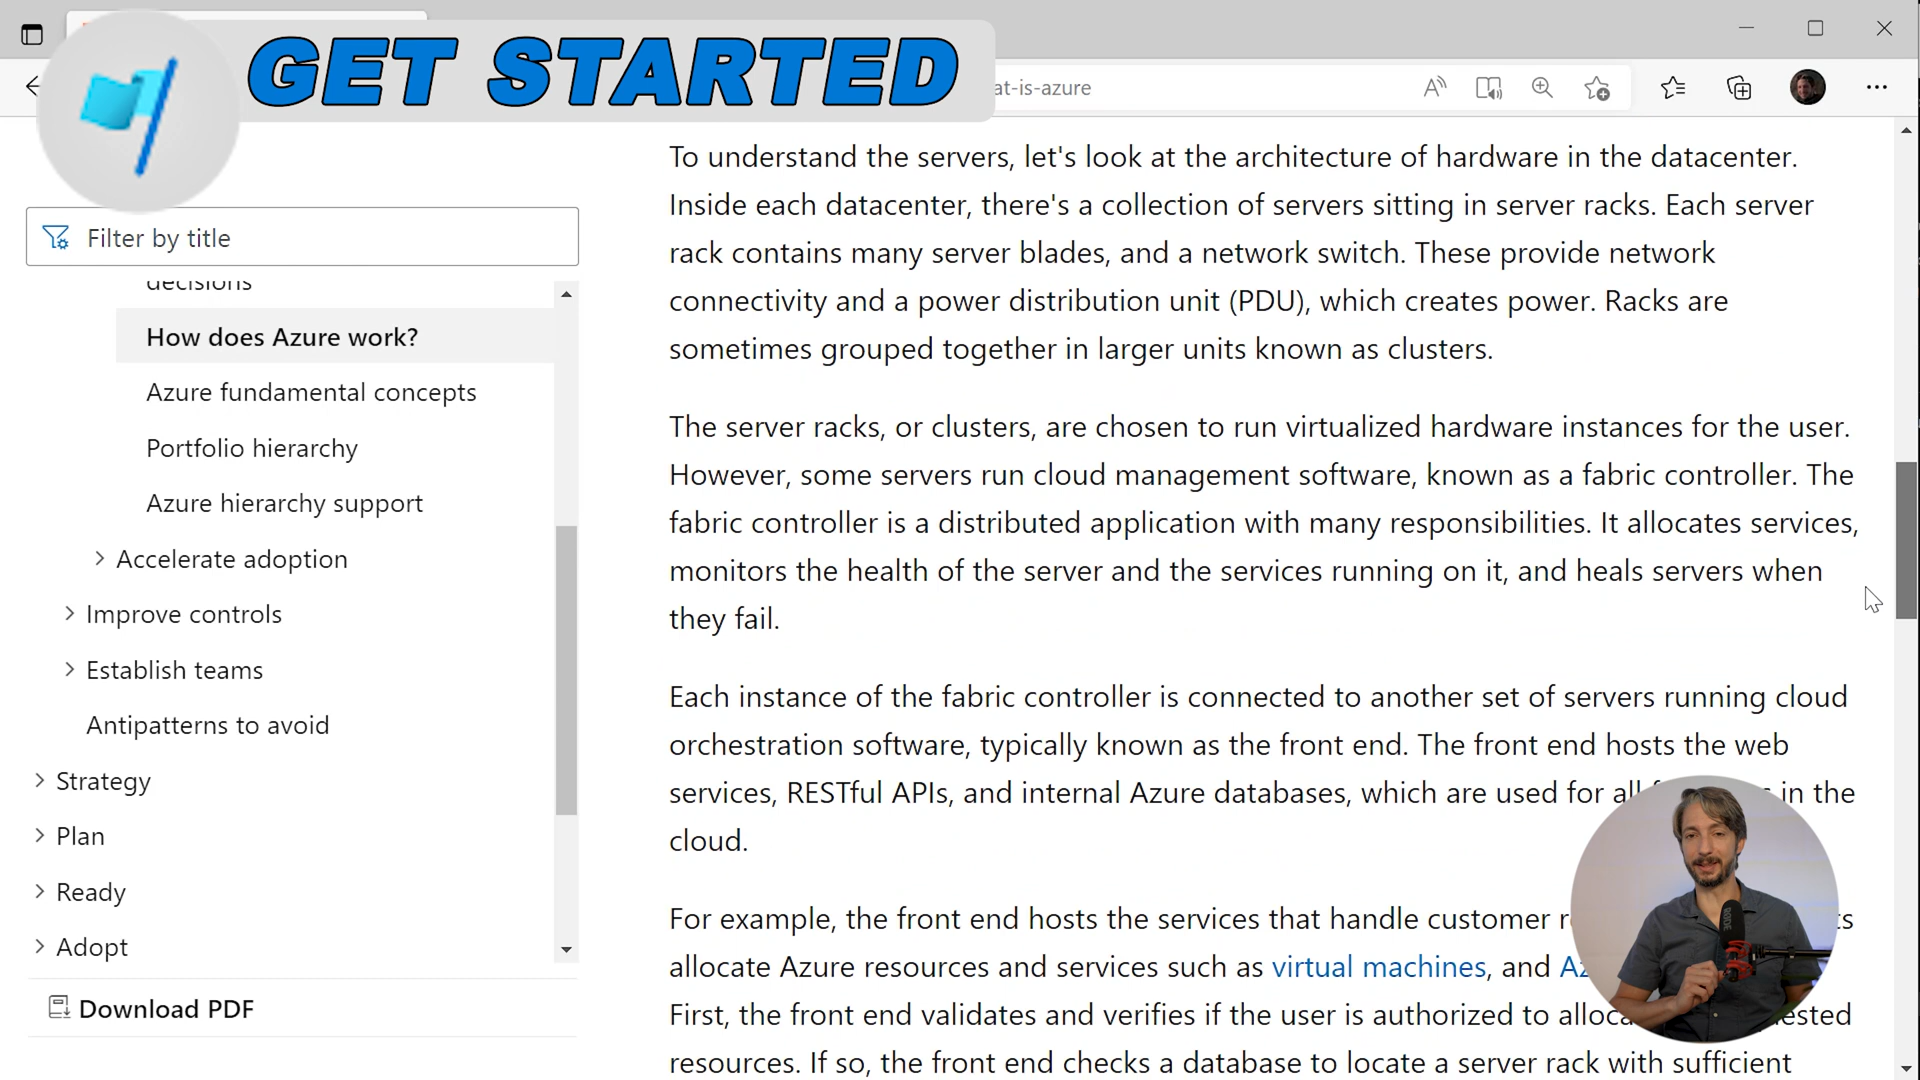 GET STARTED
at-is-azure
Filter by title
decisions
How does Azure work?
Azure fundamental concepts
Portfolio hierarchy
Azure hierarchy support
Accelerate adoption
Improve controls
Establish teams
Antipatterns to avoid
Strategy
Plan
Ready
Adopt
Download PDF
To understand the servers, let's look at the architecture of hardware in the datacenter.
Inside each datacenter, there's a collection of servers sitting in server racks. Each server
rack contains many server blades, and a network switch. These provide network
connectivity and a power distribution unit (PDU), which creates power. Racks are
sometimes grouped together in larger units known as clusters.
The server racks, or clusters, are chosen to run virtualized hardware instances for the user.
However, some servers run cloud management software, known as a fabric controller. The
fabric controller is a distributed application with many responsibilities. It allocates services,
monitors the health of the server and the services running on it, and heals servers when
they fail.
Each instance of the fabric controller is connected to another set of servers running cloud
orchestration software, typically known as the front end. The front end hosts the web
services, RESTful APIs, and internal Azure databases, which are used for all in the
cloud.
For example, the front end hosts the services that handle customer
allocate Azure resources and services such as virtual machines, and
First, the front end validates and verifies if the user is authorized to
resources. If so, the front end checks a database to locate a server rack with sufficient